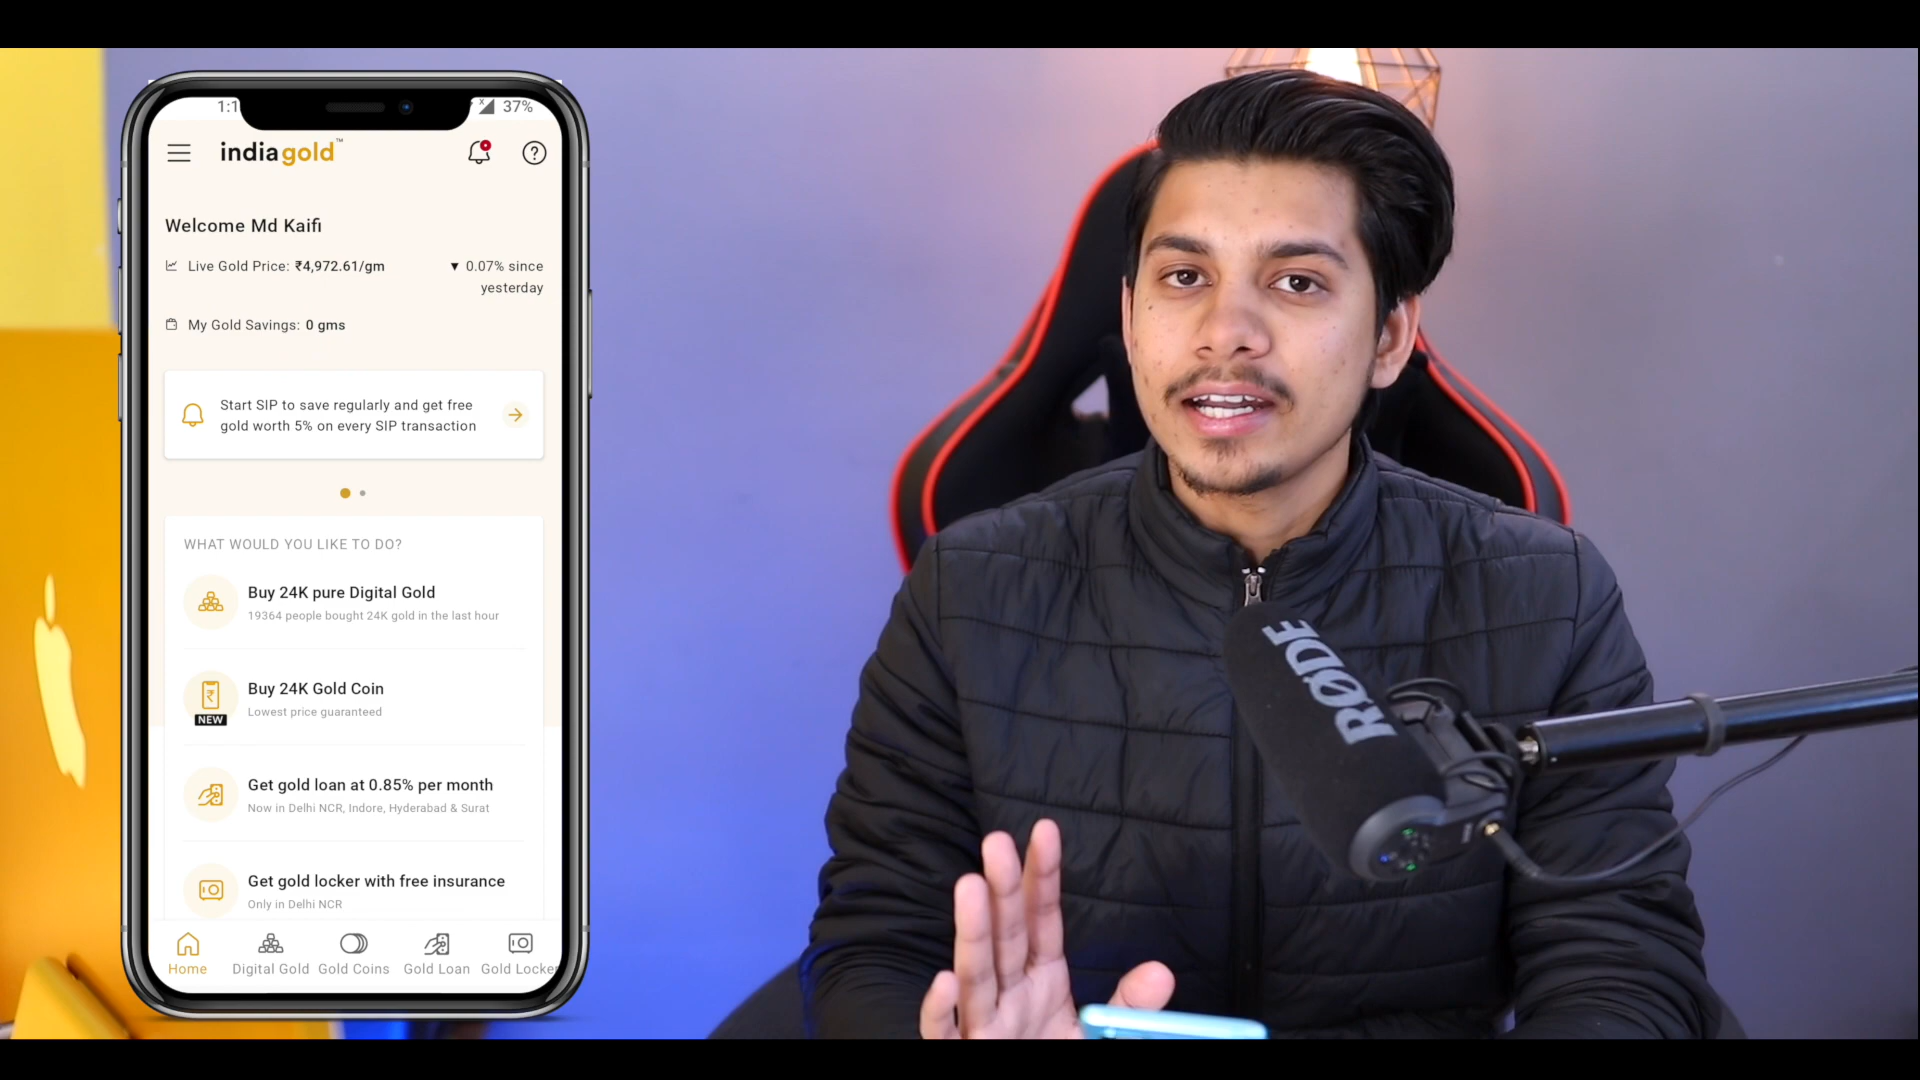 1:1
37%
indiagold™
Welcome Md Kaifi
Live Gold Price: ₹4,972.61/gm
▼ 0.07% since
yesterday
My Gold Savings: 0 gms
Start SIP to save regularly and get free
gold worth 5% on every SIP transaction
WHAT WOULD YOU LIKE TO DO?
Buy 24K pure Digital Gold
19364 people bought 24K gold in the last hour
Buy 24K Gold Coin
Lowest price guaranteed
NEW
Get gold loan at 0.85% per month
Now in Delhi NCR, Indore, Hyderabad & Surat
Get gold locker with free insurance
Only in Delhi NCR
Home
Digital Gold
Gold Coins
Gold Loan
Gold Locker
RØDE